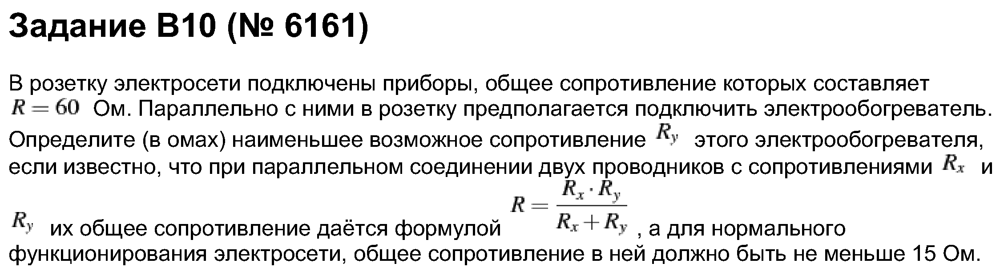 Задание B10 (№ 6161)
В розетку электросети подключены приборы, общее сопротивление которых составляет
R = 60 Ом. Параллельно с ними в розетку предполагается подключить электрообогреватель.
Определите (в омах) наименьшее возможное сопротивление R_y этого электрообогревателя,
если известно, что при параллельном соединении двух проводников с сопротивлениями R_x и
R_y их общее сопротивление даётся формулой R = \frac{R_x \cdot R_y}{R_x + R_y}, а для нормального
функционирования электросети, общее сопротивление в ней должно быть не меньше 15 Ом.